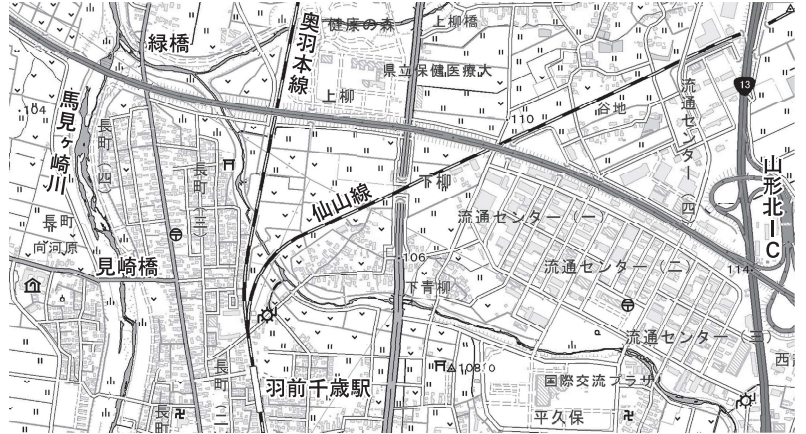 緑橋
奥羽本線
健康の森
上柳橋
県立保健医療大
上柳
110
谷地
流通センター(四)
13
山形北IC
104
馬見ヶ崎川
長町(四)
長町(三)
下柳
仙山線
流通センター(一)
長町
向河原
見崎橋
106
流通センター(二)
114
下青柳
流通センター(三)
羽前千歳駅
108.0
国際交流プラザ
長町(二)
長町
平久保